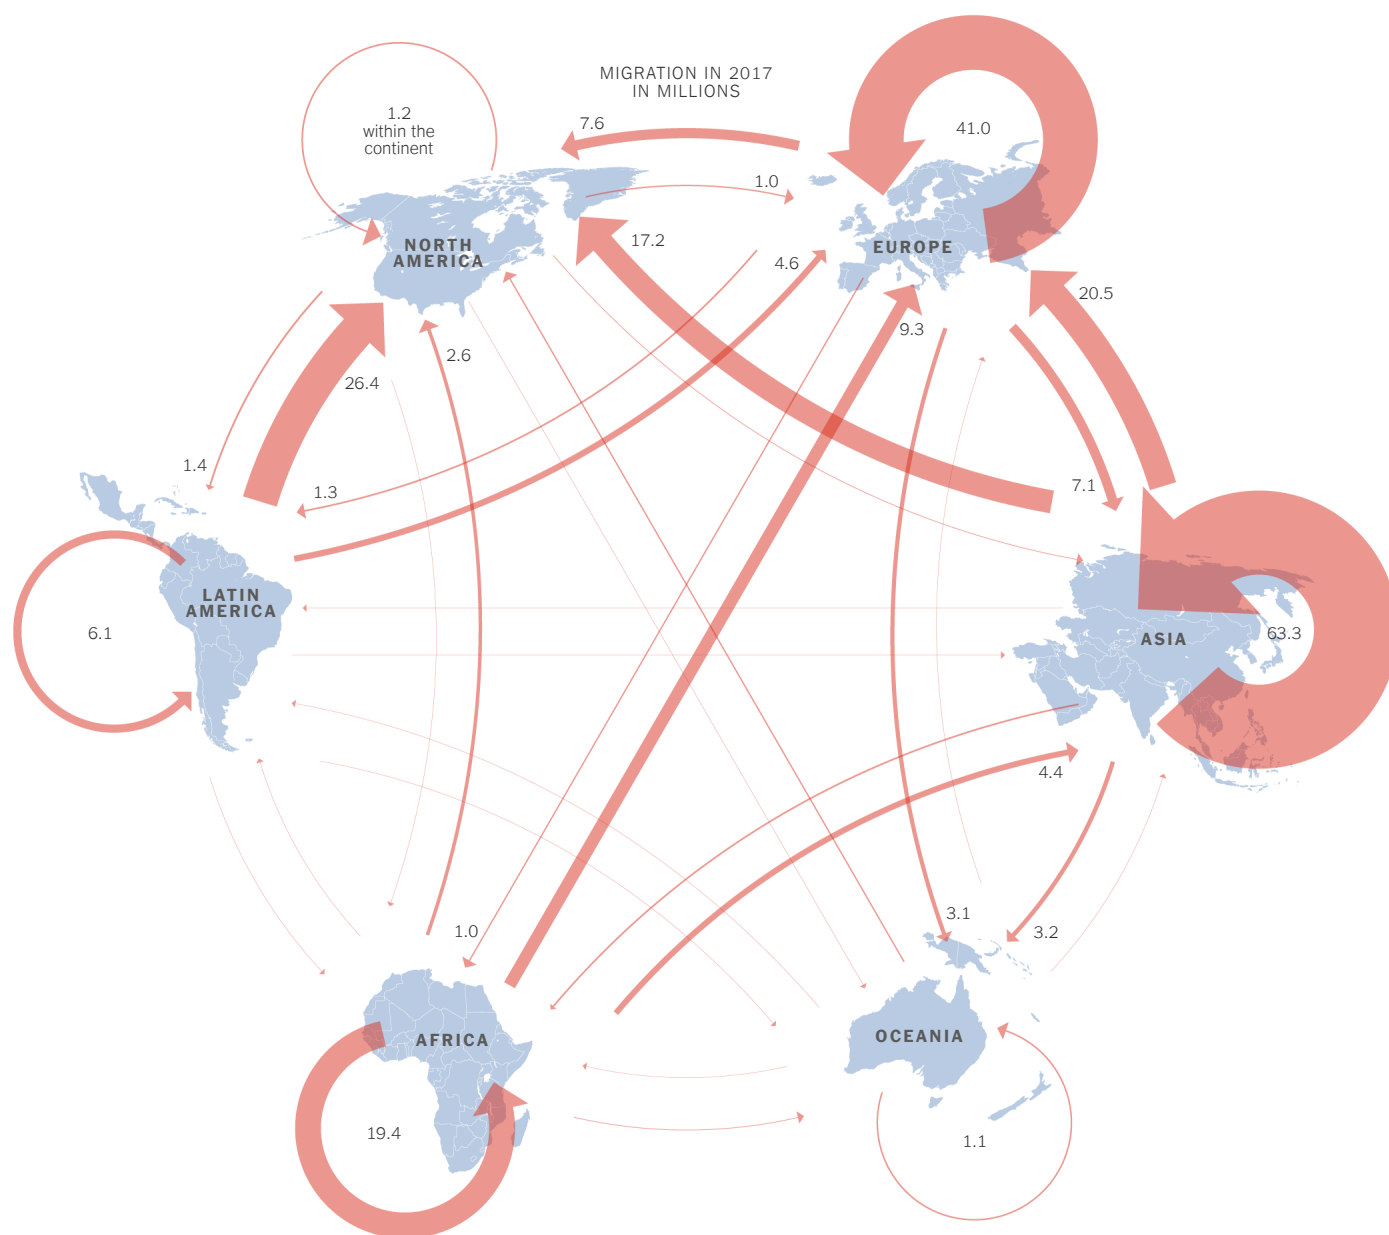 MIGRATION IN 2017
IN MILLIONS
1.2
within the
continent
7.6
41.0
1.0
NORTH
AMERICA
17.2
4.6
EUROPE
20.5
9.3
2.6
26.4
1.4
1.3
7.1
LATIN
AMERICA
6.1
ASIA
63.3
4.4
1.0
3.1
3.2
AFRICA
OCEANIA
19.4
1.1